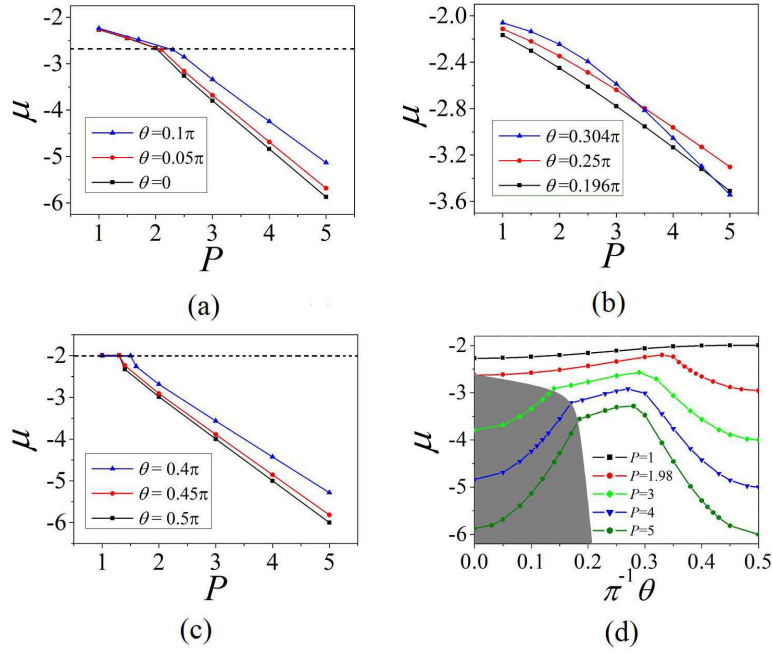 -2
-3
-4
-5
-6
μ
θ=0.1π
θ=0.05π
θ=0
1 2 3 4 5
P
(a)
-2.0
-2.4
-2.8
-3.2
-3.6
μ
θ=0.304π
θ=0.25π
θ=0.196π
1 2 3 4 5
P
(b)
-2
-3
-4
-5
-6
μ
θ=0.4π
θ=0.45π
θ=0.5π
1 2 3 4 5
P
(c)
-2
-3
-4
-5
-6
μ
P=1
P=1.98
P=3
P=4
P=5
0.0 0.1 0.2 0.3 0.4 0.5
π⁻¹θ
(d)